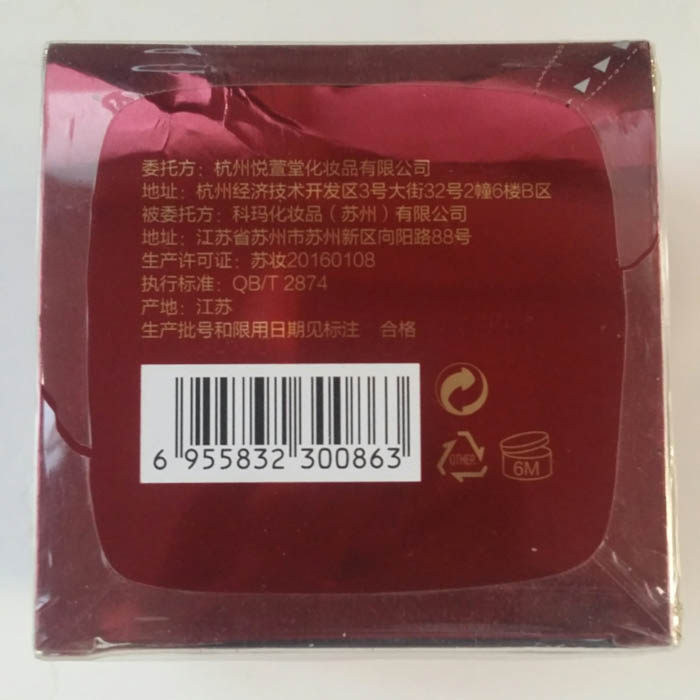 委托方：杭州悦萱堂化妆品有限公司
地址：杭州经济技术开发区3号大街32号2幢6楼B区
被委托方：科玛化妆品（苏州）有限公司
地址：江苏省苏州市苏州新区向阳路88号
生产许可证：苏妆20160108
执行标准：QB/T 2874
产地：江苏
生产批号和限用日期见标注 合格
6 955832 300863
OTHER
6M